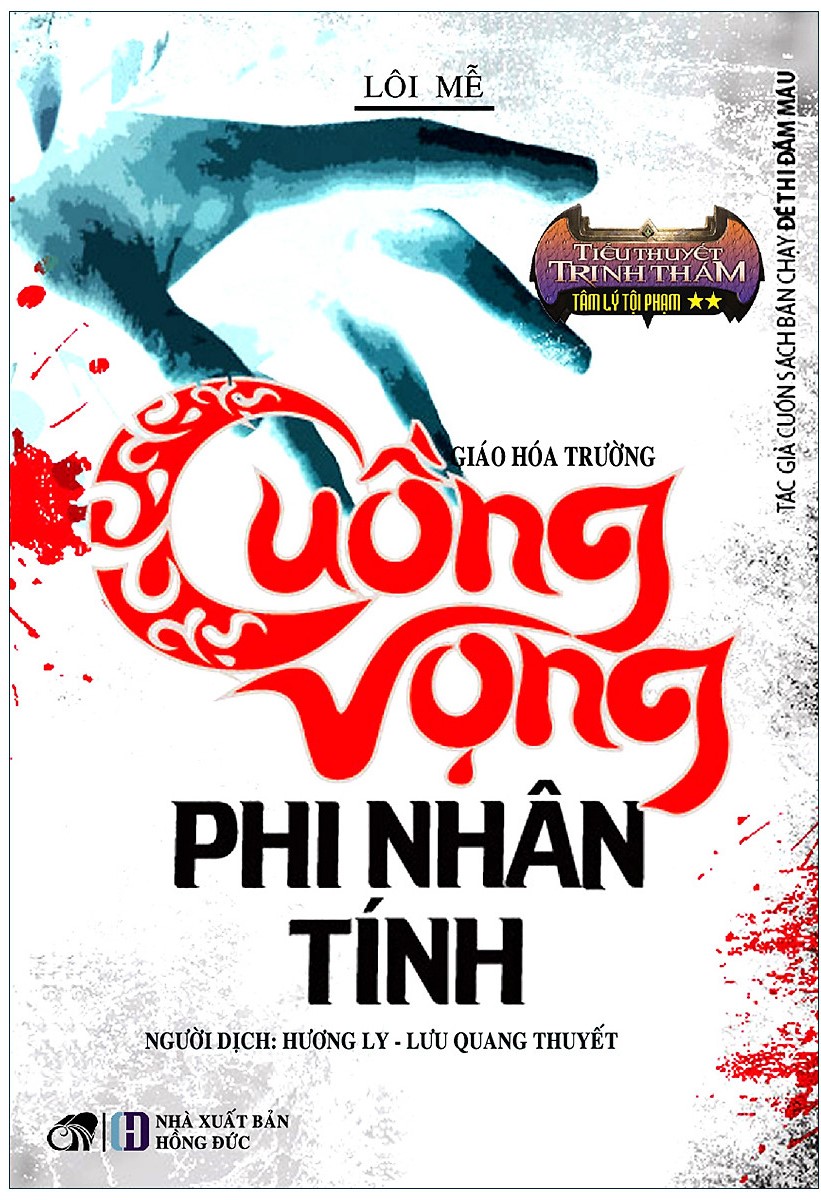 LÔI MỄ
TIỂU THUYẾT
TRINH THÁM
TÂM LÝ TỘI PHẠM
TÁC GIẢ CUỐN SÁCH BÁN CHẠY ĐỀ THI ĐẪM MÁU
GIÁO HÓA TRƯỜNG
Cuồng
Vọng
PHI NHÂN
TÍNH
NGƯỜI DỊCH: HƯƠNG LY - LƯU QUANG THUYẾT
NHÀ XUẤT BẢN
HỒNG ĐỨC